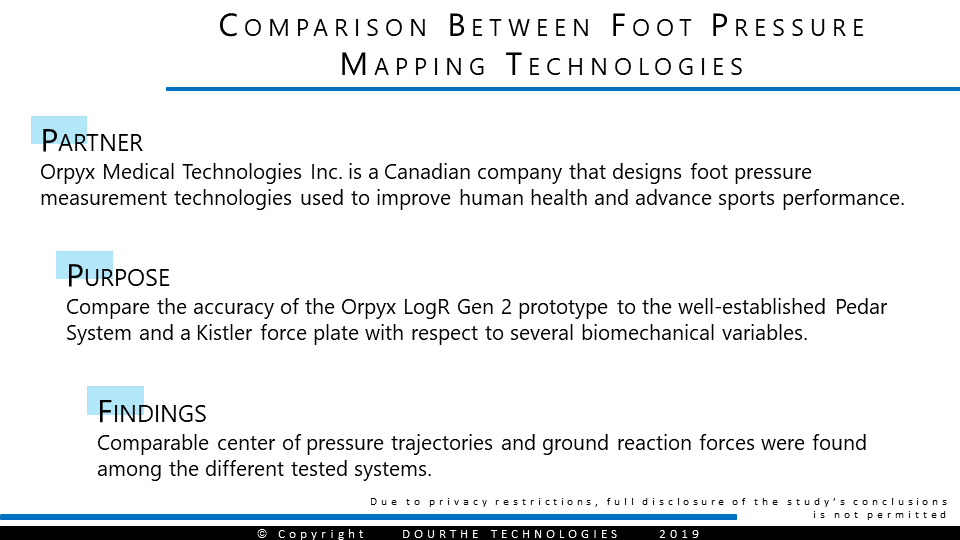 Comparison Between Foot Pressure
Mapping Technologies
Partner
Orpyx Medical Technologies Inc. is a Canadian company that designs foot pressure
measurement technologies used to improve human health and advance sports performance.
Purpose
Compare the accuracy of the Orpyx LogR Gen 2 prototype to the well-established Pedar
System and a Kistler force plate with respect to several biomechanical variables.
Findings
Comparable center of pressure trajectories and ground reaction forces were found
among the different tested systems.
Due to privacy restrictions, full disclosure of the study's conclusions
is not permitted
© Copyright DOURTHE TECHNOLOGIES 2019